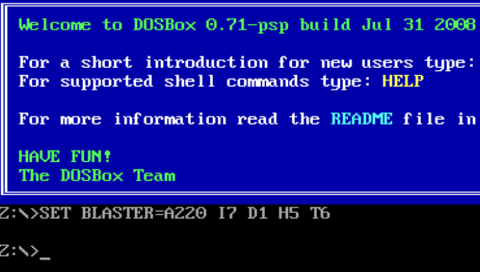 Welcome to DOSBox 0.71-psp build Jul 31 2008
For a short introduction for new users type:
For supported shell commands type: HELP
For more information read the README file in
HAVE FUN!
The DOSBox Team
Z:\>SET BLASTER=A220 I7 D1 H5 T6
Z:\>_